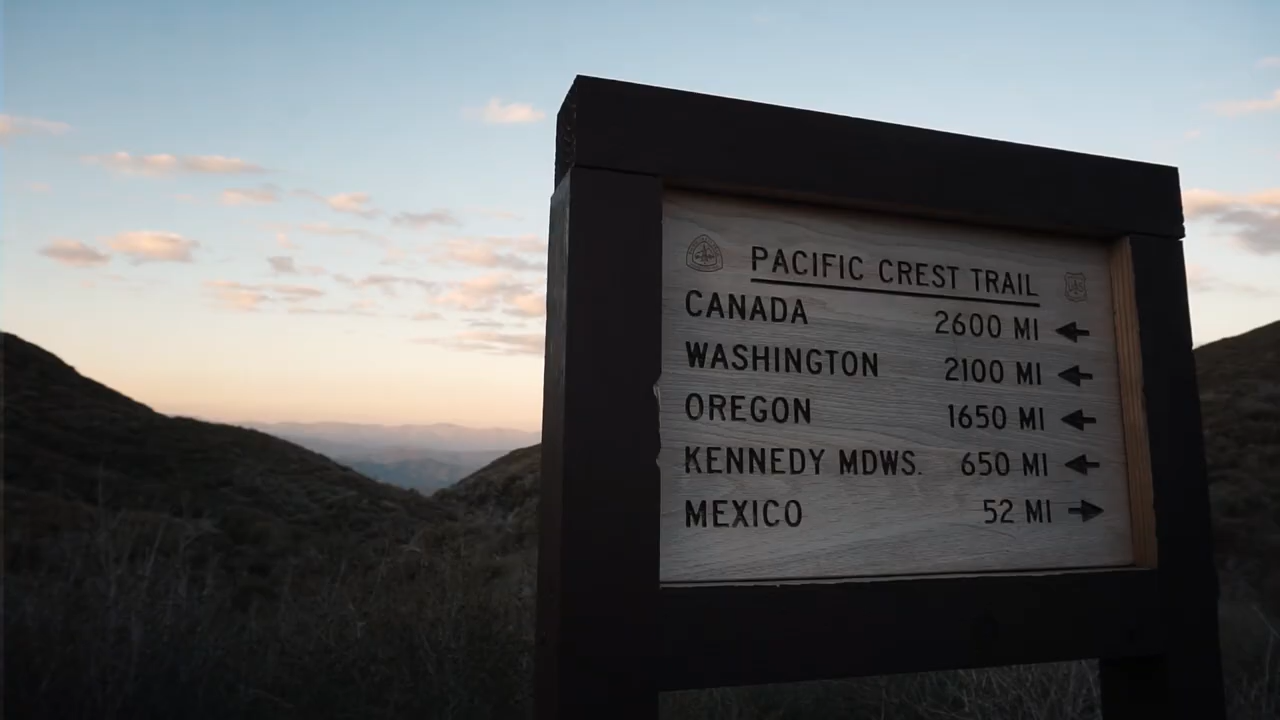 PACIFIC CREST TRAIL
CANADA 2600 MI
WASHINGTON 2100 MI
OREGON 1650 MI
KENNEDY MDWS. 650 MI
MEXICO 52 MI